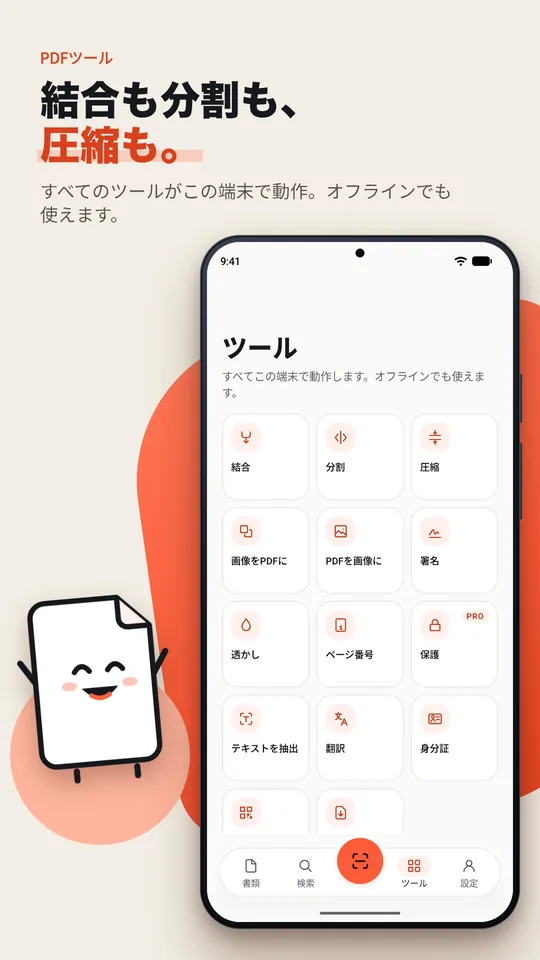 PDFツール
結合も分割も、
圧縮も。
すべてのツールがこの端末で動作。オフラインでも
使えます。
9:41
ツール
すべてこの端末で動作します。オフラインでも使えま
す。
結合
分割
圧縮
画像をPDFに
PDFを画像に
署名
透かし
ページ番号
PRO
保護
テキストを抽出
翻訳
身分証
書類
検索
ツール
設定